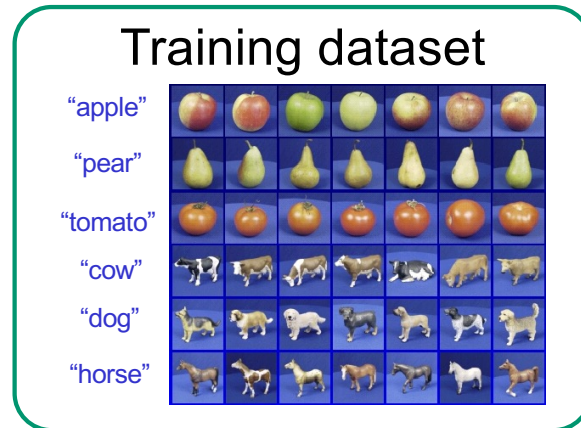 Training dataset
“apple”
“pear”
“tomato”
“cow”
“dog”
“horse”